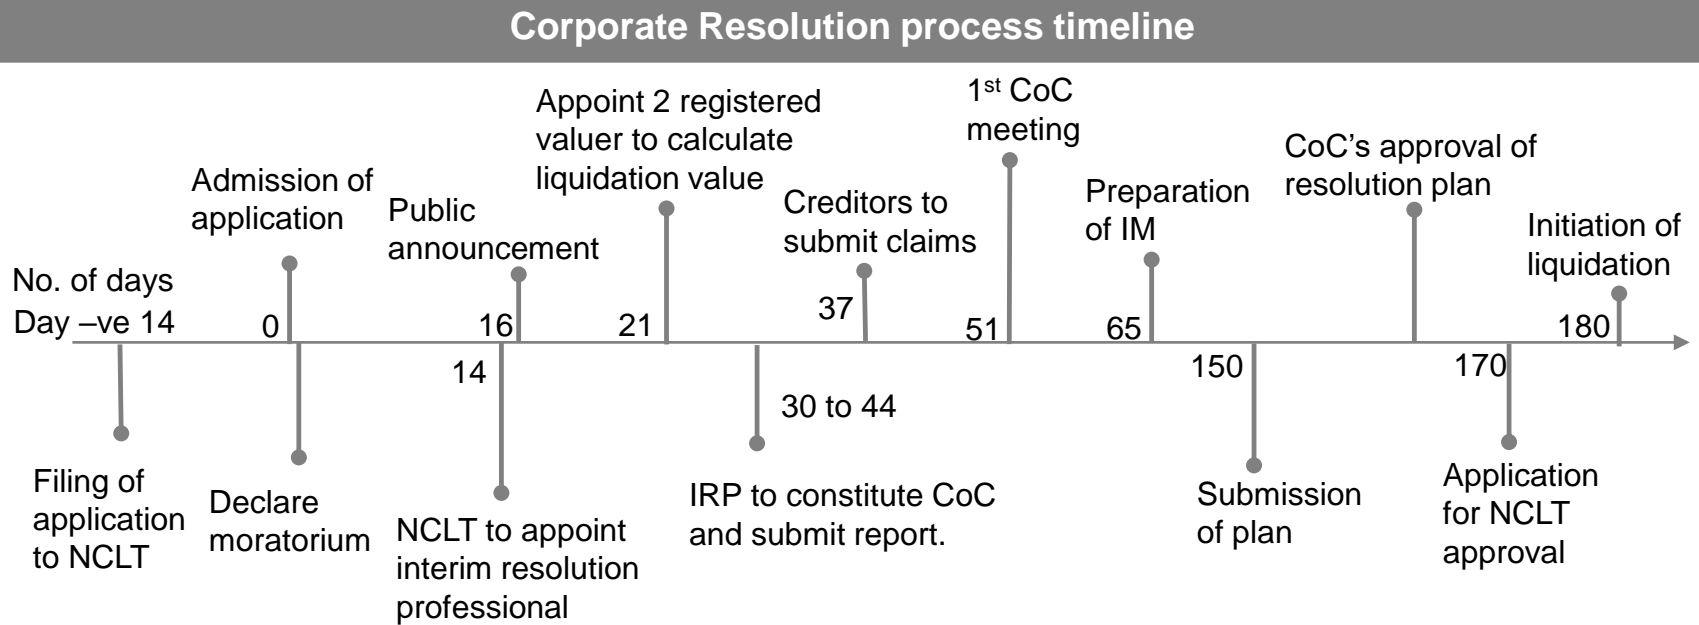 Corporate Resolution process timeline
No. of days
Day –ve 14
Filing of
application
to NCLT
Admission of
application
0
Declare
moratorium
Public
announcement
16
14
NCLT to appoint
interim resolution
professional
Appoint 2 registered
valuer to calculate
liquidation value
21
30 to 44
IRP to constitute CoC
and submit report.
Creditors to
submit claims
37
1st CoC
meeting
51
Preparation
of IM
65
150
Submission
of plan
CoC’s approval of
resolution plan
170
Application
for NCLT
approval
Initiation of
liquidation
180